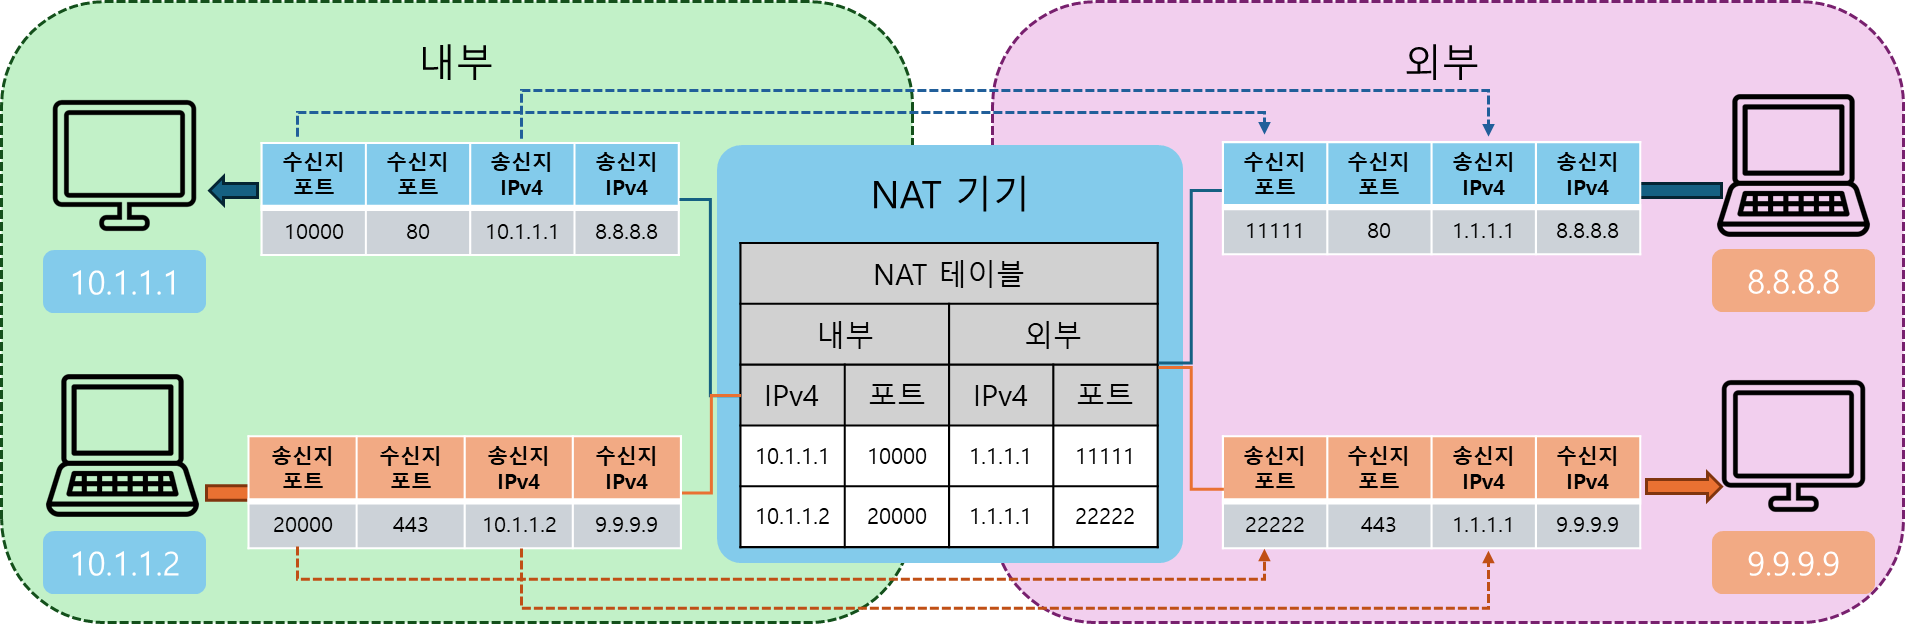 내부
외부
수신지 포트
수신지 포트
송신지 IPv4
송신지 IPv4
10000
80
10.1.1.1
8.8.8.8
10.1.1.1
NAT 기기
NAT 테이블
내부
외부
IPv4
포트
IPv4
포트
10.1.1.1
10000
1.1.1.1
11111
10.1.1.2
20000
1.1.1.1
22222
수신지 포트
수신지 포트
송신지 IPv4
송신지 IPv4
11111
80
1.1.1.1
8.8.8.8
8.8.8.8
송신지 포트
수신지 포트
송신지 IPv4
수신지 IPv4
20000
443
10.1.1.2
9.9.9.9
10.1.1.2
송신지 포트
수신지 포트
송신지 IPv4
수신지 IPv4
22222
443
1.1.1.1
9.9.9.9
9.9.9.9